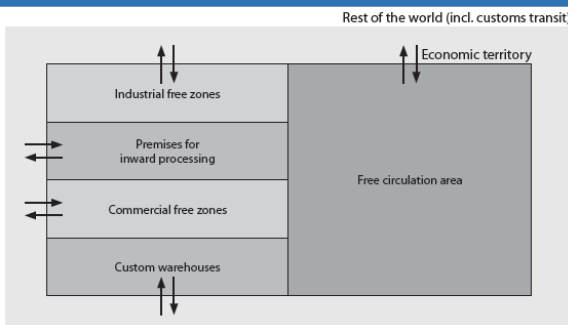 Rest of the world (incl. customs transit)
Economic territory
Industrial free zones
Premises for
inward processing
Free circulation area
Commercial free zones
Custom warehouses